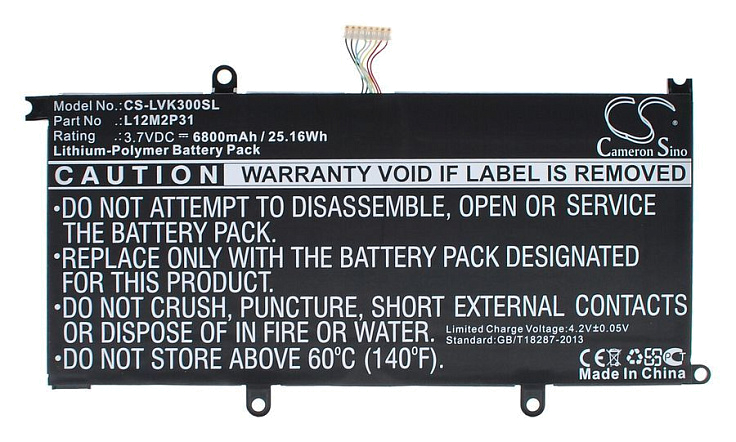 Model No.: CS-LVK300SL
Part No .: L12M2P31
Rating .: 3.7VDC ⎓ 6800mAh / 25.16Wh
Lithium-Polymer Battery Pack
CS
Cameron Sino
CAUTION WARRANTY VOID IF LABEL IS REMOVED
•DO NOT ATTEMPT TO DISASSEMBLE, OPEN OR SERVICE
THE BATTERY PACK.
•REPLACE ONLY WITH THE BATTERY PACK DESIGNATED
FOR THIS PRODUCT.
•DO NOT CRUSH, PUNCTURE, SHORT EXTERNAL CONTACTS
OR DISPOSE OF IN FIRE OR WATER.
Limited Charge Voltage:4.2V±0.05V
Standard:GB/T18287-2013
•DO NOT STORE ABOVE 60°C (140°F).
CE
Made In China